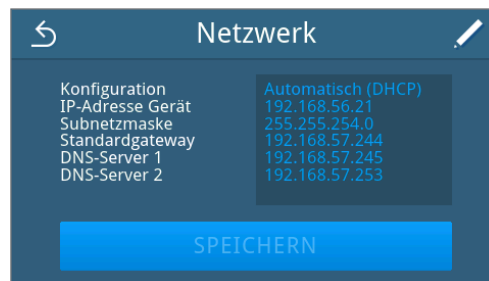 Netzwerk
Konfiguration Automatisch (DHCP)
IP-Adresse Gerät 192.168.56.21
Subnetzmaske 255.255.254.0
Standardgateway 192.168.57.244
DNS-Server 1 192.168.57.245
DNS-Server 2 192.168.57.253
SPEICHERN